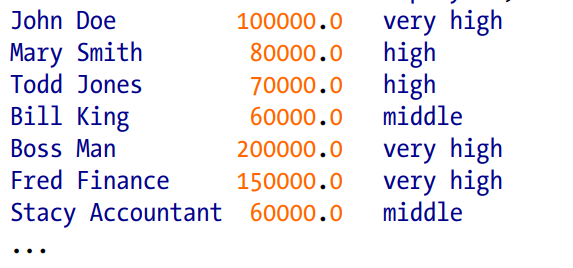 John Doe 100000.0 very high
Mary Smith 80000.0 high
Todd Jones 70000.0 high
Bill King 60000.0 middle
Boss Man 200000.0 very high
Fred Finance 150000.0 very high
Stacy Accountant 60000.0 middle
...